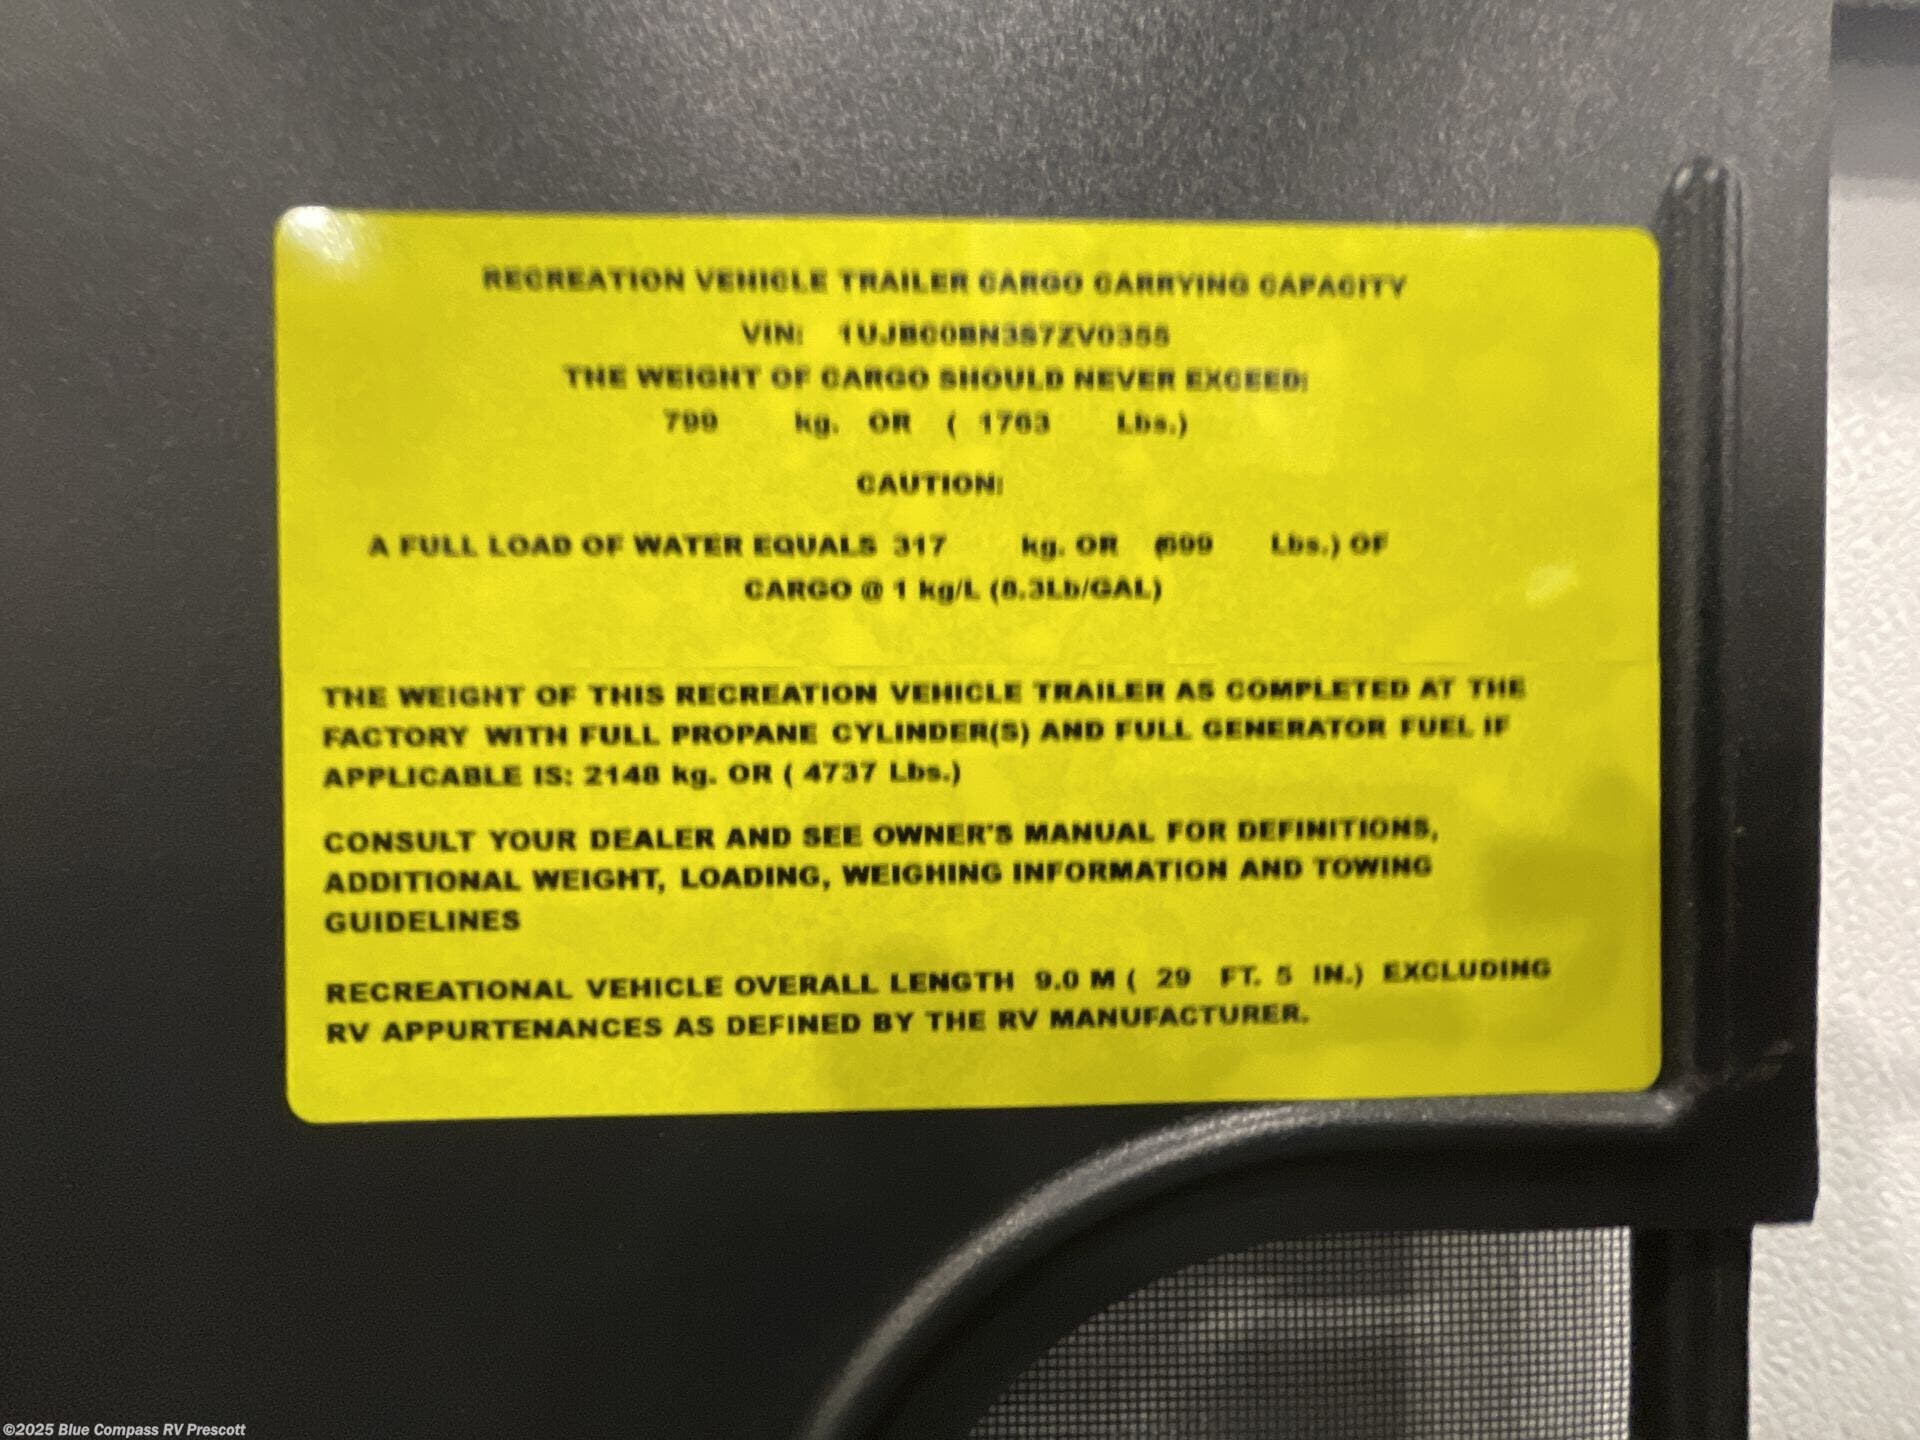 RECREATION VEHICLE TRAILER CARGO CARRYING CAPACITY
VIN: 1UJBC0BN3S7ZV0355
THE WEIGHT OF CARGO SHOULD NEVER EXCEED:
799 kg. OR ( 1763 Lbs.)
CAUTION:
A FULL LOAD OF WATER EQUALS 317 kg. OR (699 Lbs.) OF
CARGO @ 1 kg/L (8.3Lb/GAL)
THE WEIGHT OF THIS RECREATION VEHICLE TRAILER AS COMPLETED AT THE
FACTORY WITH FULL PROPANE CYLINDER(S) AND FULL GENERATOR FUEL IF
APPLICABLE IS: 2148 kg. OR ( 4737 Lbs.)
CONSULT YOUR DEALER AND SEE OWNER'S MANUAL FOR DEFINITIONS,
ADDITIONAL WEIGHT, LOADING, WEIGHING INFORMATION AND TOWING
GUIDELINES
RECREATIONAL VEHICLE OVERALL LENGTH 9.0 M ( 29 FT. 5 IN.) EXCLUDING
RV APPURTENANCES AS DEFINED BY THE RV MANUFACTURER.
©2025 Blue Compass RV Prescott